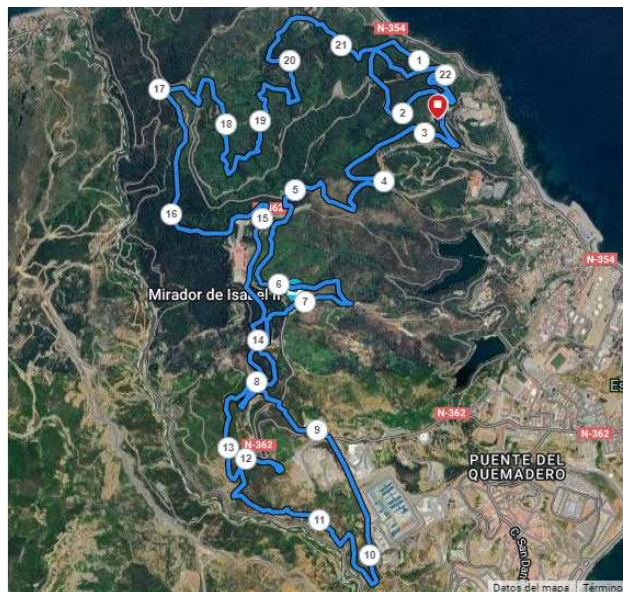 N-354
21
1
20
22
17
2
18
19
3
4
5
16
15
6
Mirador de Isabel II
7
N-354
14
8
N-362
9
N-362
13
N-362
12
PUENTE DEL
QUEMADERO
11
10
C. San Dan
Datos del mapa
Término